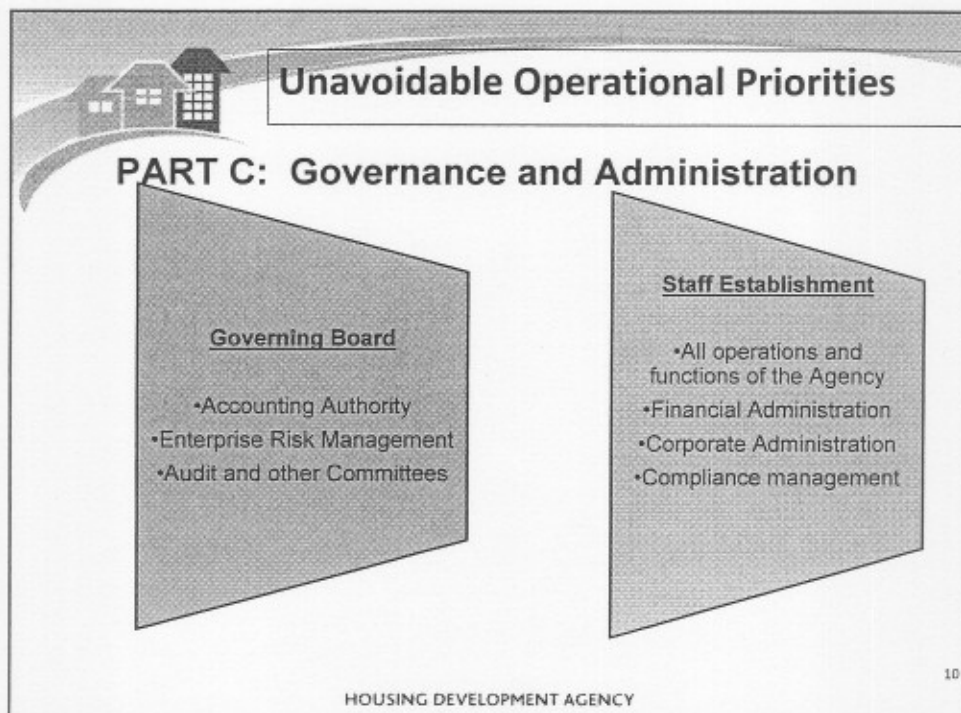 Unavoidable Operational Priorities
PART C: Governance and Administration
Governing Board
•Accounting Authority
•Enterprise Risk Management
•Audit and other Committees
Staff Establishment
•All operations and
functions of the Agency
•Financial Administration
•Corporate Administration
•Compliance management
10
HOUSING DEVELOPMENT AGENCY